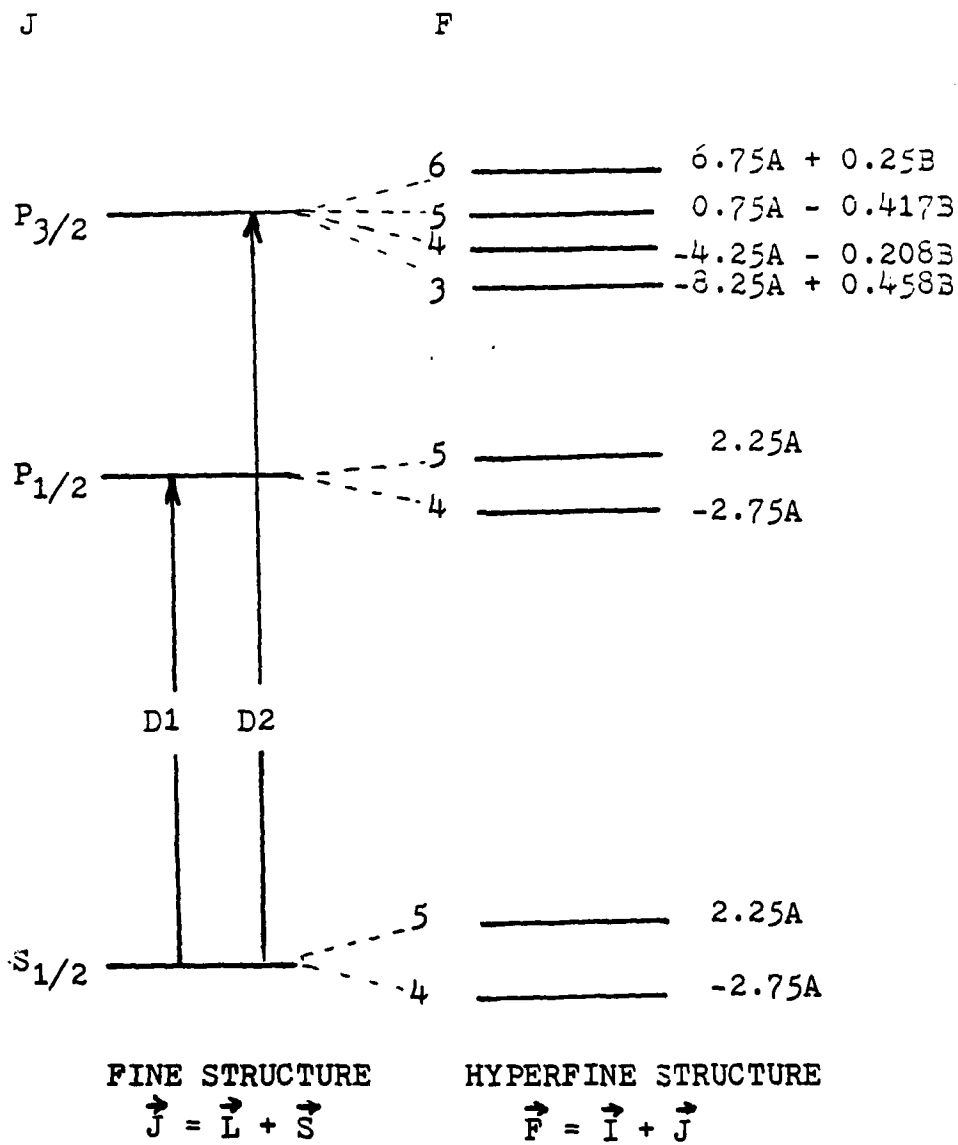 J F
6 6.75A + 0.25B
P3/2 5 0.75A - 0.417B
4 -4.25A - 0.208B
3 -8.25A + 0.458B
5 2.25A
P1/2
4 -2.75A
D1 D2
5 2.25A
S1/2
4 -2.75A
FINE STRUCTURE HYPERFINE STRUCTURE
J⃗ = L⃗ + S⃗ F⃗ = I⃗ + J⃗